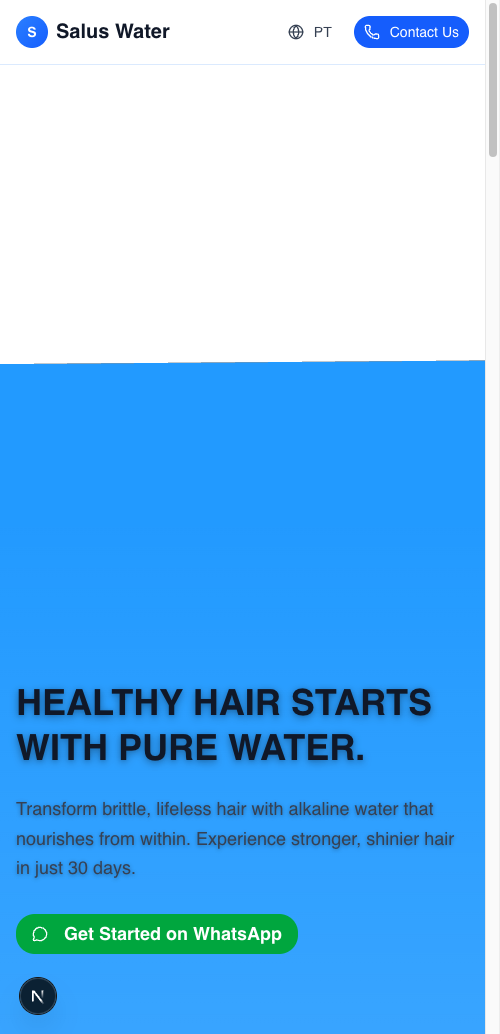 S Salus Water
PT
Contact Us
HEALTHY HAIR STARTS
WITH PURE WATER.
Transform brittle, lifeless hair with alkaline water that
nourishes from within. Experience stronger, shinier hair
in just 30 days.
Get Started on WhatsApp
N